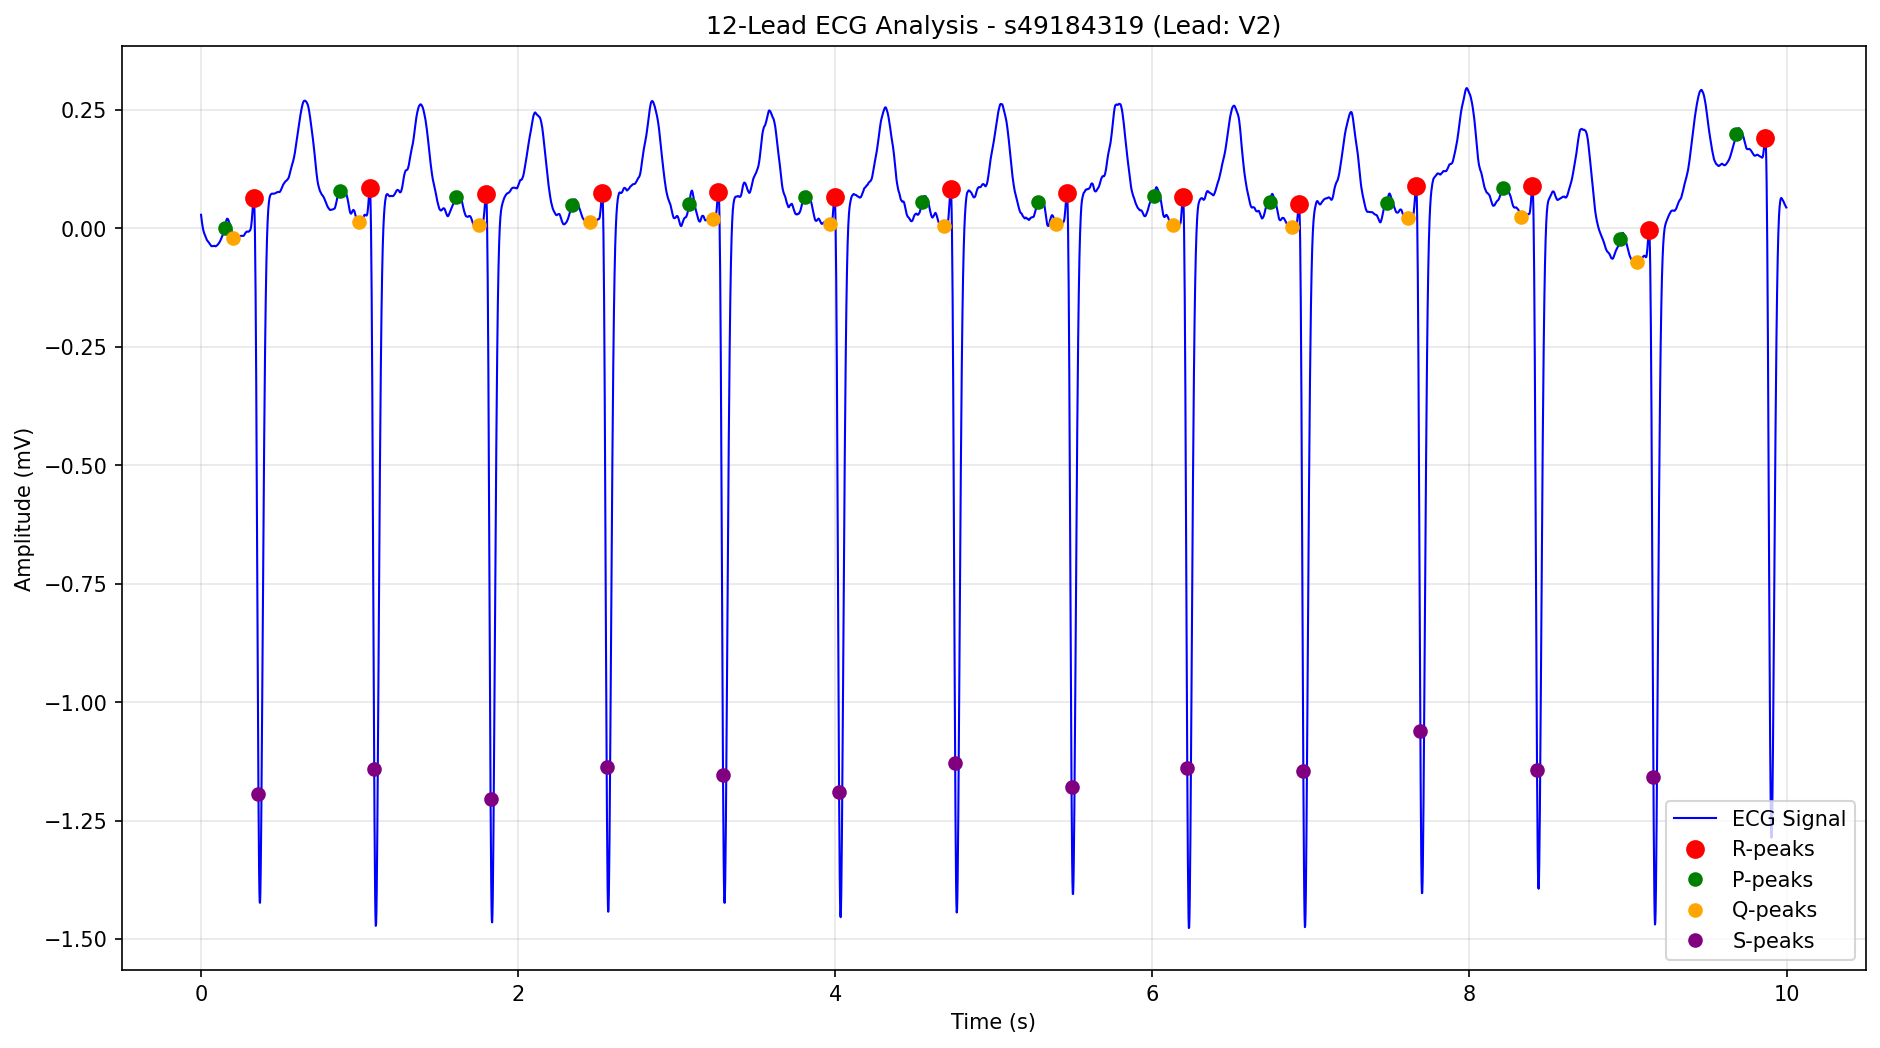 12-Lead ECG Analysis - s49184319 (Lead: V2)
Amplitude (mV)
0.25
0.00
−0.25
−0.50
−0.75
−1.00
−1.25
−1.50
0 2 4 6 8 10
Time (s)
ECG Signal
R-peaks
P-peaks
Q-peaks
S-peaks